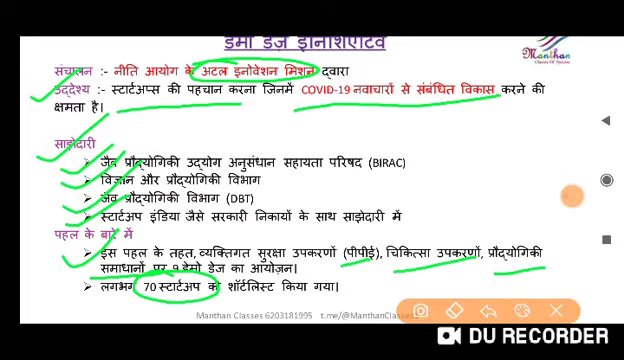 डेमो डेज़ इनिशिएटिव
Manthan
संचालन :- नीति आयोग के अटल इनोवेशन मिशन द्वारा
उद्देश्य :- स्टार्टअप्स की पहचान करना जिनमें COVID-19 नवाचारों से संबंधित विकास करने की
क्षमता है।
साझेदारी
जैव प्रौद्योगिकी उद्योग अनुसंधान सहायता परिषद (BIRAC)
विज्ञान और प्रौद्योगिकी विभाग
जैव प्रौद्योगिकी विभाग (DBT)
स्टार्टअप इंडिया जैसे सरकारी निकायों के साथ साझेदारी में
पहल के बारे में
इस पहल के तहत, व्यक्तिगत सुरक्षा उपकरणों (पीपीई), चिकित्सा उपकरणों, प्रौद्योगिकी
समाधानों पर 9 डेमो डेज का आयोजन।
लगभग 70 स्टार्टअप को शॉर्टलिस्ट किया गया।
Manthan Classes 6203181995 t.me/@ManthanClasses
DU RECORDER